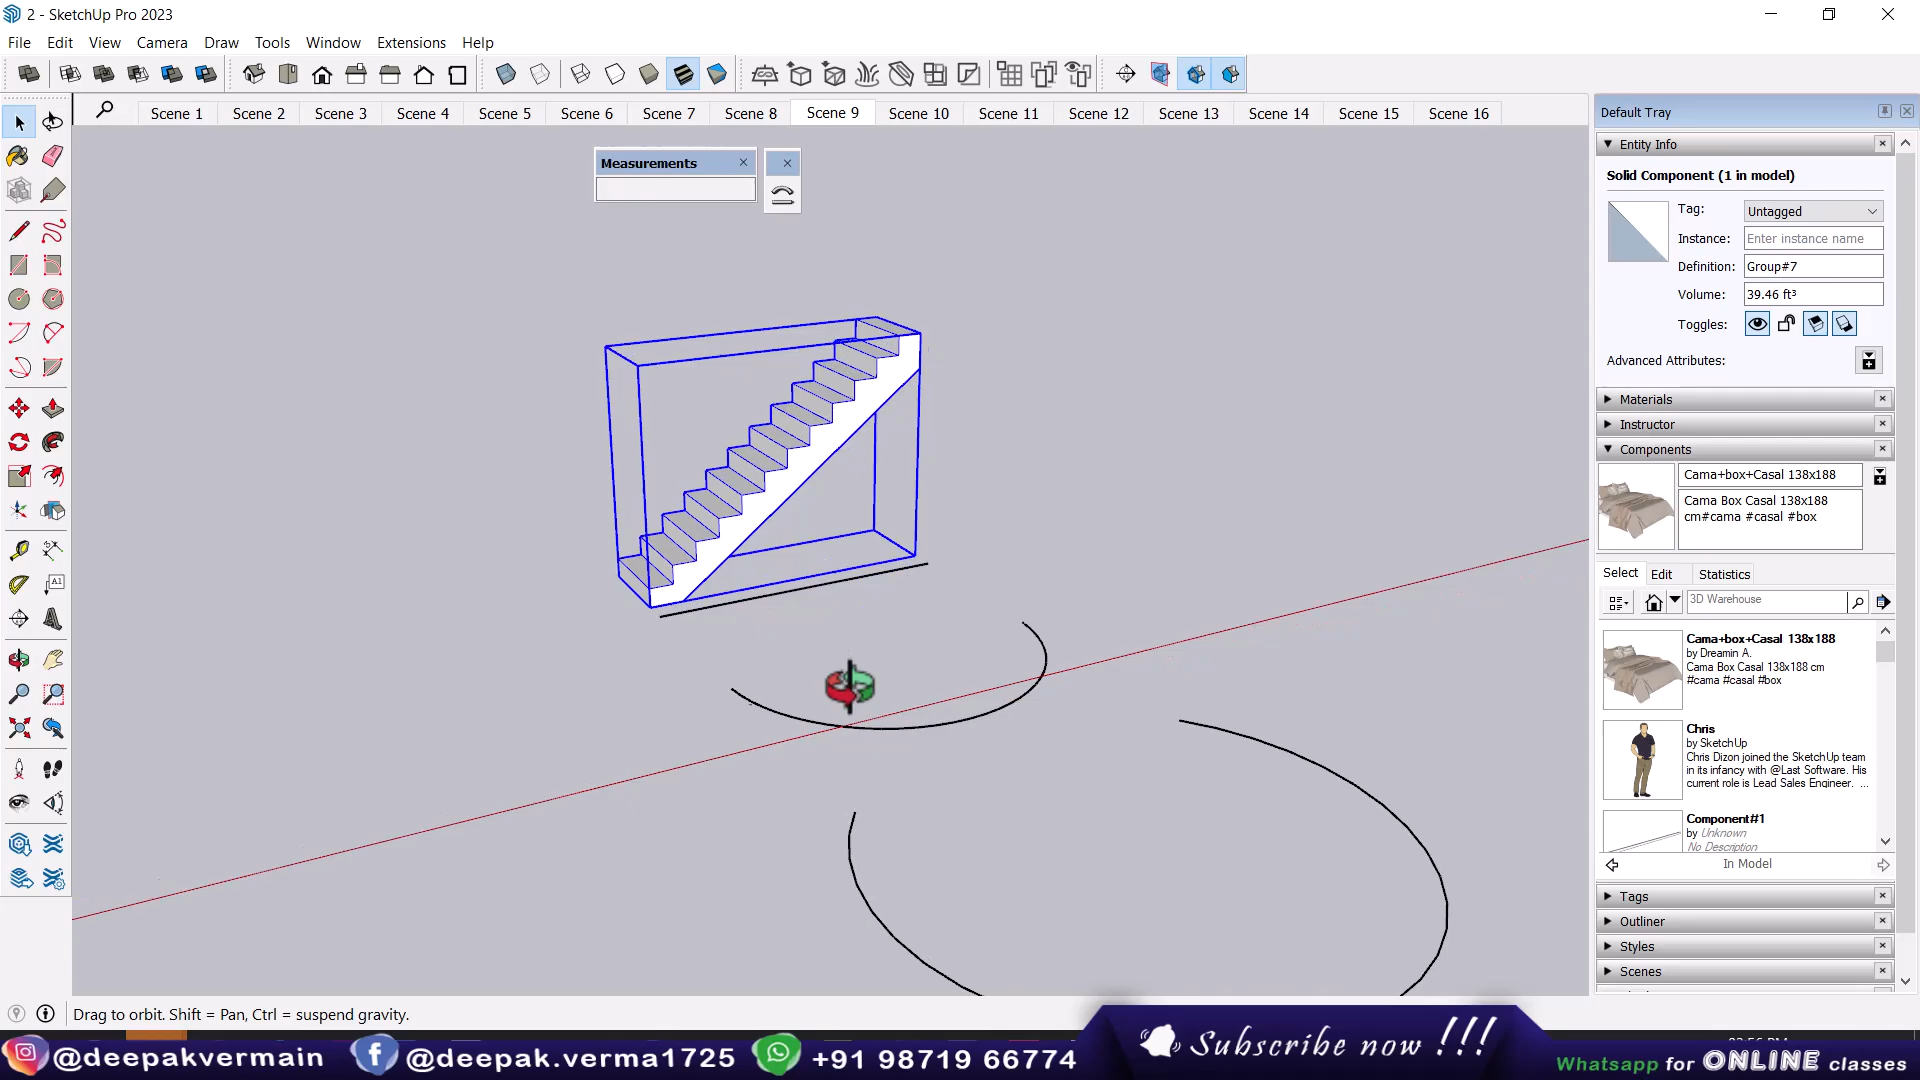 2 - SketchUp Pro 2023
File Edit View Camera Draw Tools Window Extensions Help
Scene 1 Scene 2 Scene 3 Scene 4 Scene 5 Scene 6 Scene 7 Scene 8 Scene 9 Scene 10 Scene 11 Scene 12 Scene 13 Scene 14 Scene 15 Scene 16
Measurements
Default Tray
Entity Info
Solid Component (1 in model)
Tag: Untagged
Instance: Enter instance name
Definition: Group#7
Volume: 39.46 ft³
Toggles:
Advanced Attributes:
Materials
Instructor
Components
Cama+box+Casal 138x188
Cama Box Casal 138x188
cm#cama #casal #box
Select Edit Statistics
3D Warehouse
Cama+box+Casal 138x188
by Dreamin A.
Cama Box Casal 138x188 cm
#cama #casal #box
Chris
by SketchUp
Chris Dizon joined the SketchUp team
in its infancy with @Last Software. His
current role is Lead Sales Engineer. ...
Component#1
by Unknown
No Description
In Model
Tags
Outliner
Styles
Scenes
A1
Drag to orbit. Shift = Pan, Ctrl = suspend gravity.
@deepakvermain @deepak.verma1725 +91 98719 66774
Subscribe now !!!
Whatsapp for ONLINE classes